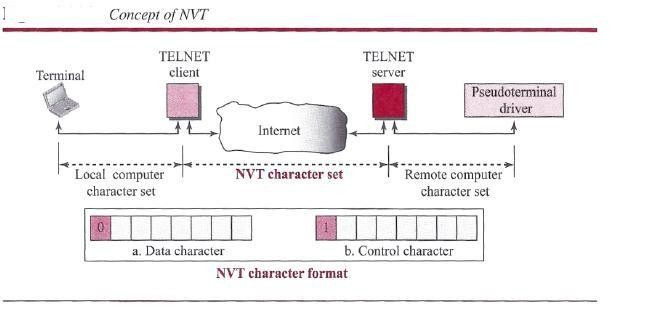 Concept of NVT
TELNET
client
TELNET
server
Terminal
Pseudoterminal
driver
Internet
Local computer
character set
NVT character set
Remote computer
character set
0
1
a. Data character
b. Control character
NVT character format